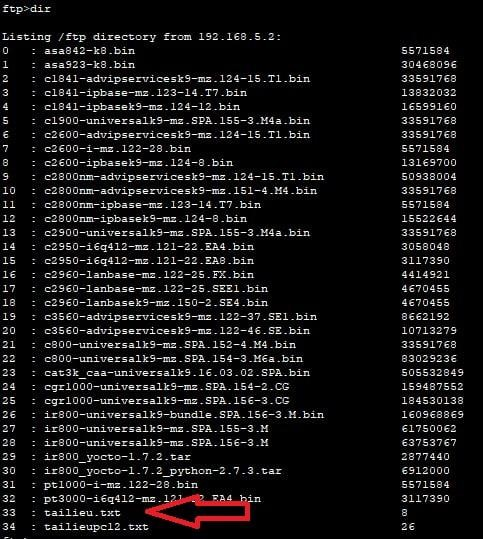 ftp>dir
Listing /ftp directory from 192.168.5.2:
0 : asa842-k8.bin 5571584
1 : asa923-k8.bin 30468096
2 : c1841-advipservicesk9-mz.124-15.T1.bin 33591768
3 : c1841-ipbase-mz.123-14.T7.bin 13832032
4 : c1841-ipbasek9-mz.124-12.bin 16599160
5 : c1900-universalk9-mz.SPA.155-3.M4a.bin 33591768
6 : c2600-advipservicesk9-mz.124-15.T1.bin 33591768
7 : c2600-i-mz.122-28.bin 5571584
8 : c2600-ipbasek9-mz.124-8.bin 13169700
9 : c2800nm-advipservicesk9-mz.124-15.T1.bin 50938004
10 : c2800nm-advipservicesk9-mz.151-4.M4.bin 33591768
11 : c2800nm-ipbase-mz.123-14.T7.bin 5571584
12 : c2800nm-ipbasek9-mz.124-8.bin 15522644
13 : c2900-universalk9-mz.SPA.155-3.M4a.bin 33591768
14 : c2950-i6q4l2-mz.121-22.EA4.bin 3058048
15 : c2950-i6q4l2-mz.121-22.EA8.bin 3117390
16 : c2960-lanbase-mz.122-25.FX.bin 4414921
17 : c2960-lanbase-mz.122-25.SEE1.bin 4670455
18 : c2960-lanbasek9-mz.150-2.SE4.bin 4670455
19 : c3560-advipservicesk9-mz.122-37.SE1.bin 8662192
20 : c3560-advipservicesk9-mz.122-46.SE.bin 10713279
21 : c800-universalk9-mz.SPA.152-4.M4.bin 33591768
22 : c800-universalk9-mz.SPA.154-3.M6a.bin 83029236
23 : cat3k_caa-universalk9.16.03.02.SPA.bin 505532849
24 : cgr1000-universalk9-mz.SPA.154-2.CG 159487552
25 : cgr1000-universalk9-mz.SPA.156-3.CG 184530138
26 : ir800-universalk9-bundle.SPA.156-3.M.bin 160968869
27 : ir800-universalk9-mz.SPA.155-3.M 61750062
28 : ir800-universalk9-mz.SPA.156-3.M 63753767
29 : ir800_yocto-1.7.2.tar 2877440
30 : ir800_yocto-1.7.2_python-2.7.3.tar 6912000
31 : pt1000-i-mz.122-28.bin 5571584
32 : pt3000-i6q4l2-mz.121-22.EA4.bin 3117390
33 : tailieu.txt 8
34 : tailieupc12.txt 26